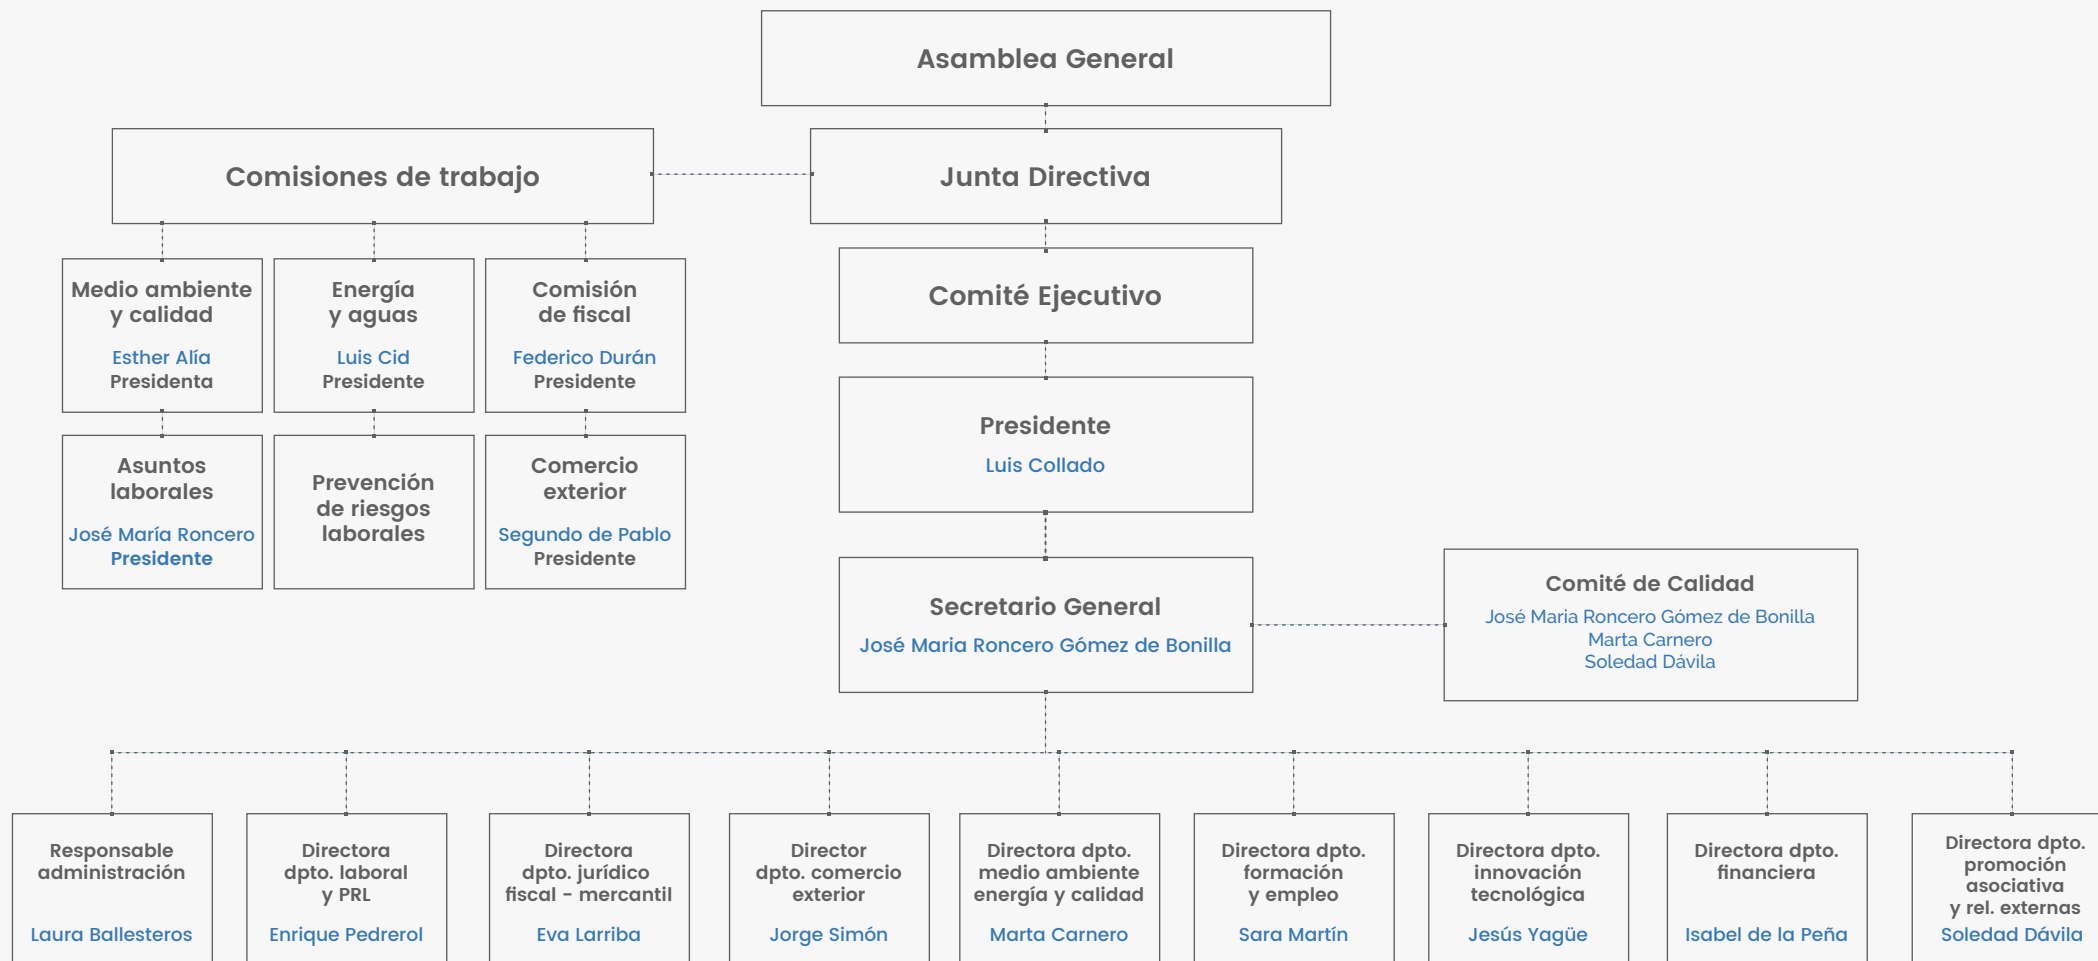 Asamblea General
Comisiones de trabajo
Junta Directiva
Medio ambiente
y calidad
Esther Alía
Presidenta
Energía
y aguas
Luis Cid
Presidente
Comisión
de fiscal
Federico Durán
Presidente
Comité Ejecutivo
Asuntos
laborales
José María Roncero
Presidente
Prevención
de riesgos
laborales
Comercio
exterior
Segundo de Pablo
Presidente
Presidente
Luis Collado
Secretario General
José Maria Roncero Gómez de Bonilla
Comité de Calidad
José Maria Roncero Gómez de Bonilla
Marta Carnero
Soledad Dávila
Responsable
administración
Laura Ballesteros
Directora
dpto. laboral
y PRL
Enrique Pedrerol
Directora
dpto. jurídico
fiscal - mercantil
Eva Larriba
Director
dpto. comercio
exterior
Jorge Simón
Directora dpto.
medio ambiente
energía y calidad
Marta Carnero
Directora dpto.
formación
y empleo
Sara Martín
Directora dpto.
innovación
tecnológica
Jesús Yagüe
Directora dpto.
financiera
Isabel de la Peña
Directora dpto.
promoción
asociativa
y rel. externas
Soledad Dávila